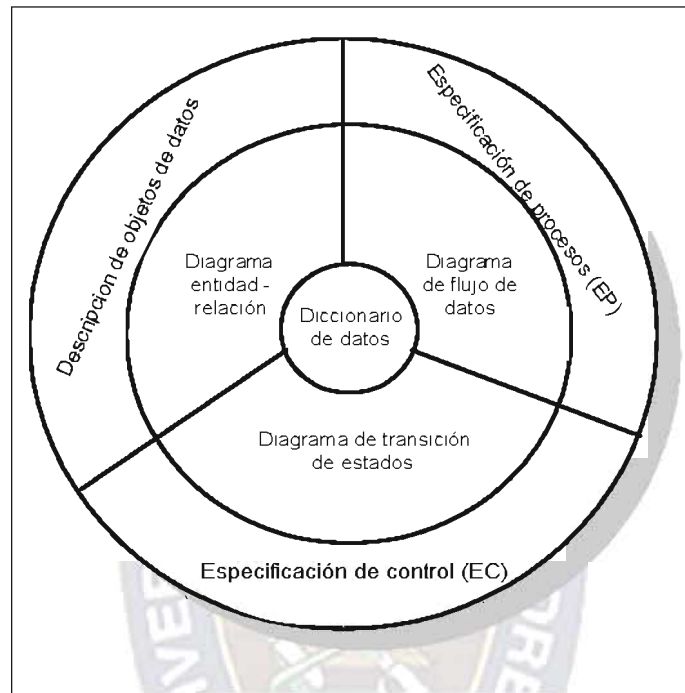 Descripcion de objetos de datos
Especificación de procesos (EP)
Diagrama
entidad -
relación
Diagrama
de flujo de
datos
Diccionario
de datos
Diagrama de transición
de estados
Especificación de control (EC)